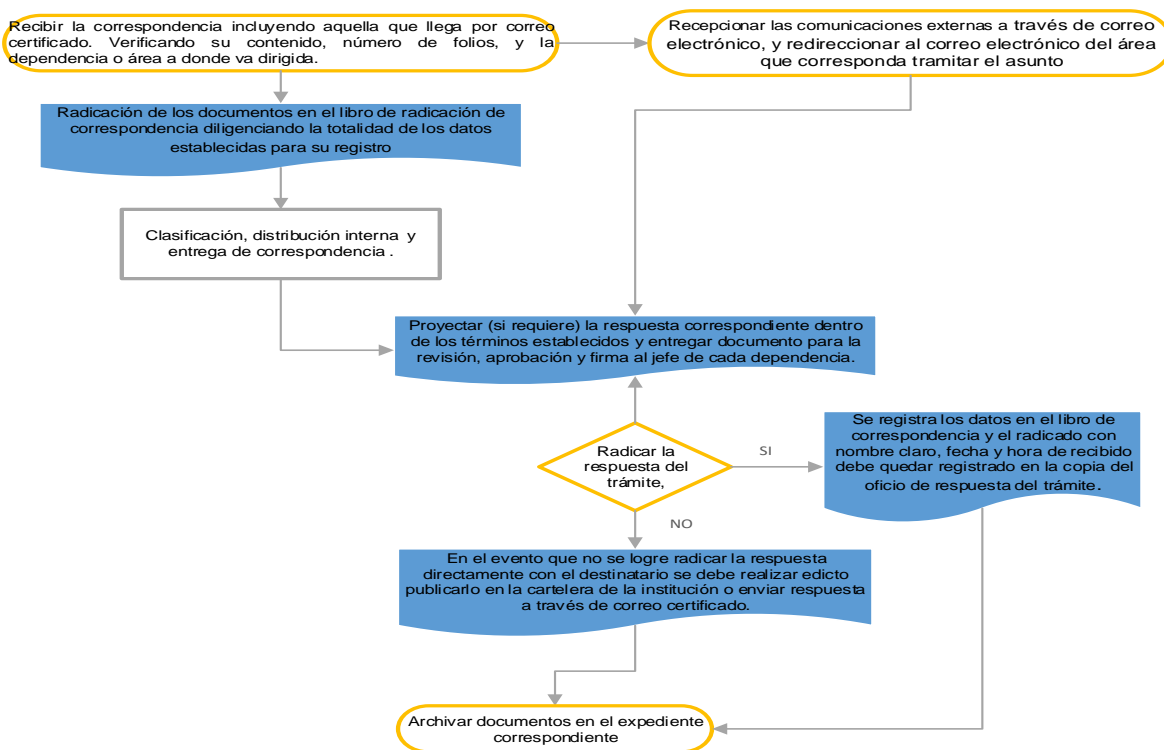 Recibir la correspondencia incluyendo aquella que llega por correo
certificado. Verificando su contenido, número de folios, y la
dependencia o área a donde va dirigida.
Recepcionar las comunicaciones externas a través de correo
electrónico, y redireccionar al correo electrónico del área
que corresponda tramitar el asunto
Radicación de los documentos en el libro de radicación de
correspondencia diligenciando la totalidad de los datos
establecidas para su registro
Clasificación, distribución interna y
entrega de correspondencia .
Proyectar (si requiere) la respuesta correspondiente dentro
de los términos establecidos y entregar documento para la
revisión, aprobación y firma al jefe de cada dependencia.
Radicar la
respuesta del
trámite,
SI
Se registra los datos en el libro de
correspondencia y el radicado con
nombre claro, fecha y hora de recibido
debe quedar registrado en la copia del
oficio de respuesta del trámite.
NO
En el evento que no se logre radicar la respuesta
directamente con el destinatario se debe realizar edicto
publicarlo en la cartelera de la institución o enviar respuesta
a través de correo certificado.
Archivar documentos en el expediente
correspondiente